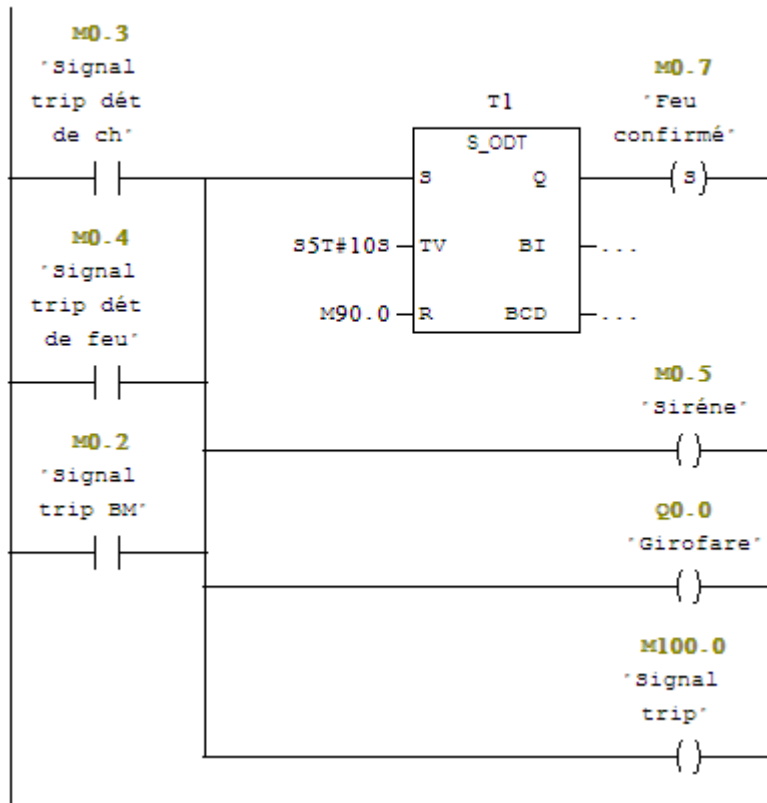 M0.3
'Signal
trip dét
de ch'
M0.7
'Feu
confirmé'
T1
S_ODT
S
Q
(S)
M0.4
'Signal
trip dét
de feu'
S5T#10S
TV
BI
...
M90.0
R
BCD
...
M0.5
'Siréne'
M0.2
'Signal
trip BM'
Q0.0
'Girofare'
M100.0
'Signal
trip'